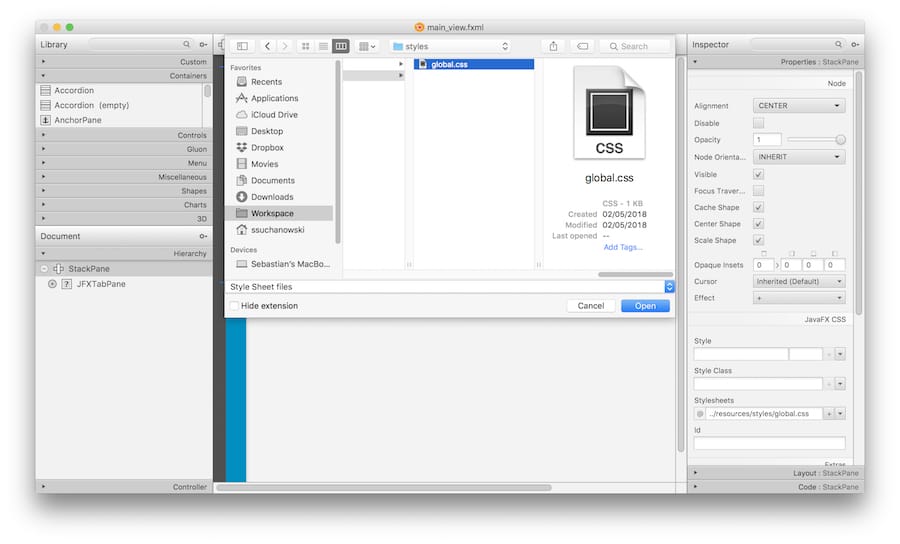 main_view.fxml
Library
Custom
Containers
Accordion
Accordion (empty)
AnchorPane
Controls
Gluon
Menu
Miscellaneous
Shapes
Charts
3D
Document
Hierarchy
StackPane
JFXTabPane
Controller
styles
Search
Favorites
Recents
Applications
iCloud Drive
Desktop
Dropbox
Movies
Documents
Downloads
Workspace
ssuchanowski
Devices
Sebastian's MacBo...
global.css
CSS
global.css
CSS - 1 KB
Created 02/05/2018
Modified 02/05/2018
Last opened --
Add Tags...
Style Sheet files
Hide extension
Cancel
Open
Inspector
Properties : StackPane
Node
Alignment CENTER
Disable
Opacity 1
Node Orienta... INHERIT
Visible
Focus Traver...
Cache Shape
Center Shape
Scale Shape
Opaque Insets 0 0 0 0
Cursor Inherited (Default)
Effect +
JavaFX CSS
Style
Style Class
Stylesheets
@ ../resources/styles/global.css
Id
Extras
Layout : StackPane
Code : StackPane